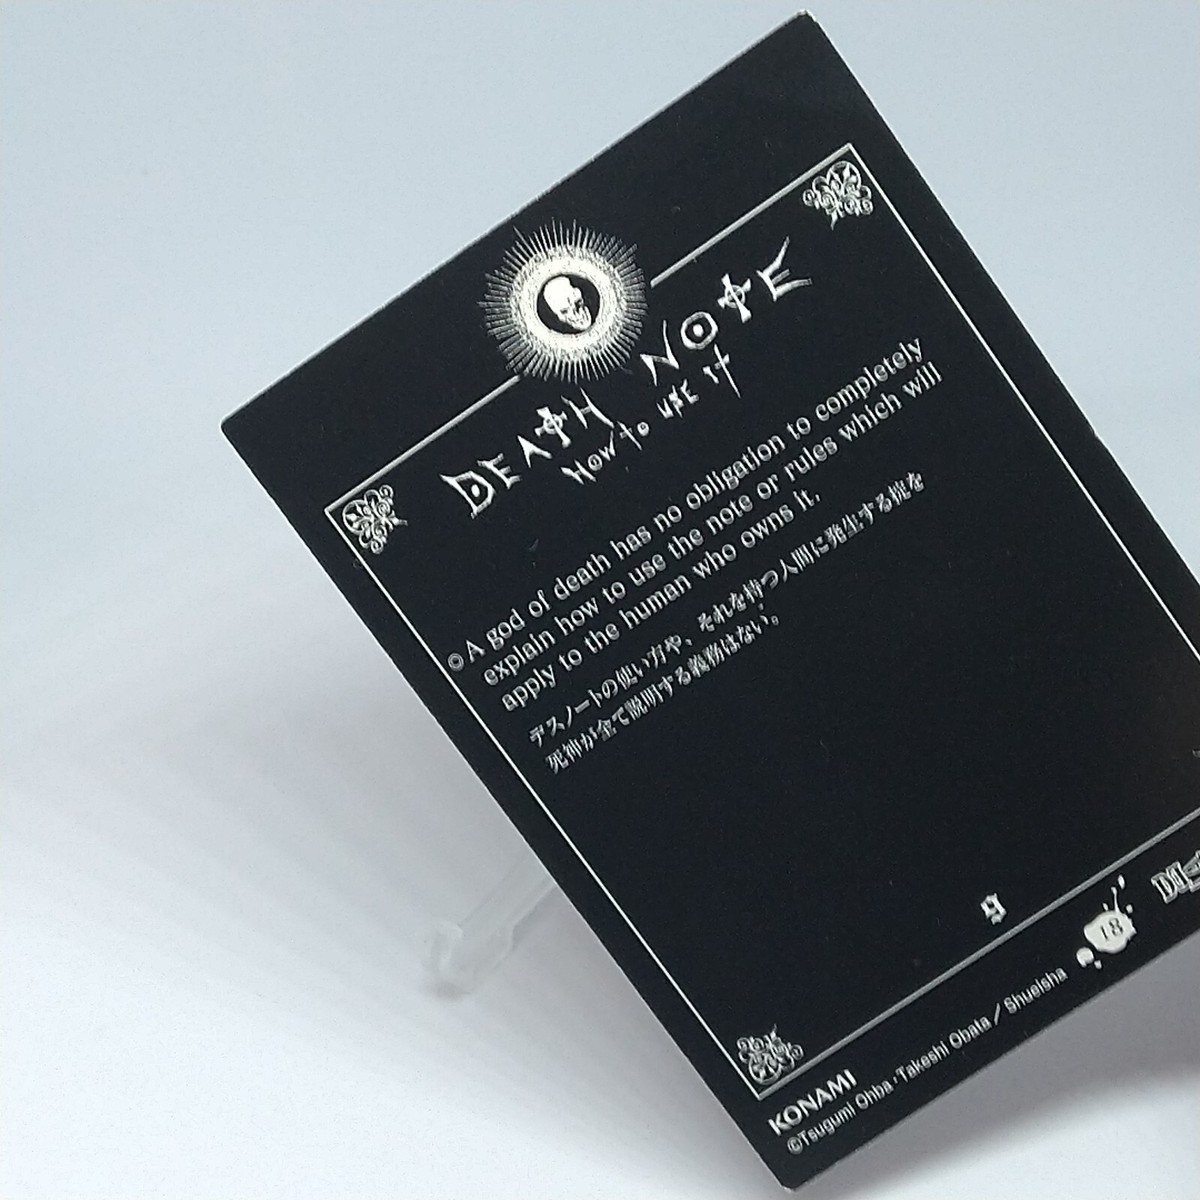 DEATH NOTE
HOW TO USE IT
◎A god of death has no obligation to completely
explain how to use the note or rules which will
apply to the human who owns it.
デスノートの使い方や、それを持つ人間に発生する掟を
死神が全て説明する義務はない。
9
18
KONAMI
©Tsugumi Ohba・Takeshi Obata / Shueisha